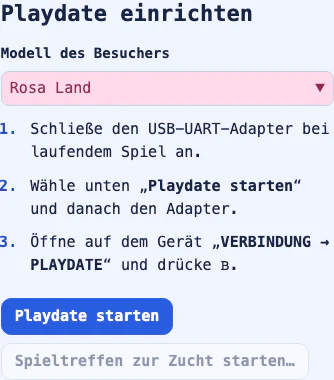 Playdate einrichten
Modell des Besuchers
Rosa Land ▼
1. Schließe den USB–UART–Adapter bei
laufendem Spiel an.
2. Wähle unten „Playdate starten“
und danach den Adapter.
3. Öffne auf dem Gerät „VERBINDUNG →
PLAYDATE“ und drücke B.
Playdate starten
Spieltreffen zur Zucht starten…